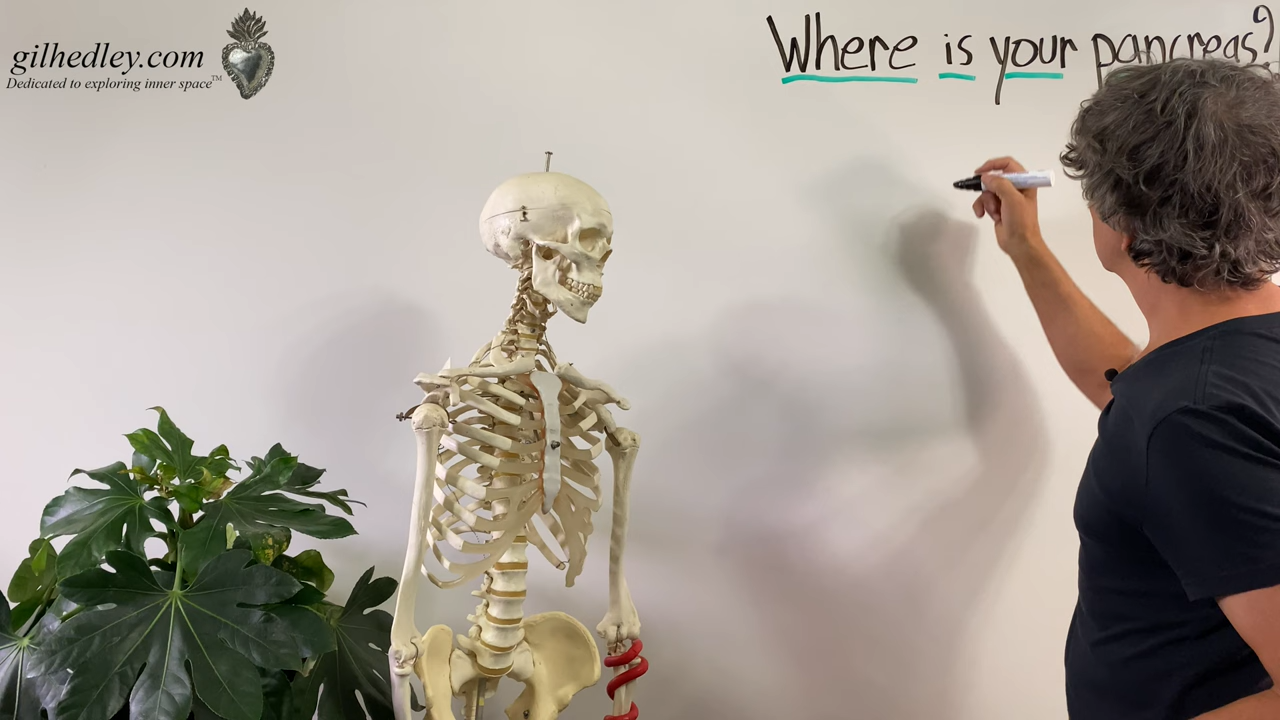 gilhedley.com
Dedicated to exploring inner space™
Where is your pancreas?